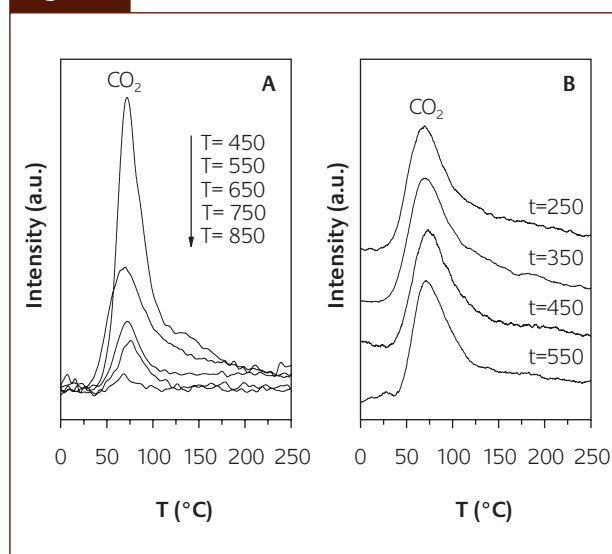 CO2
A
T= 450
T= 550
T= 650
T= 750
T= 850
Intensity (a.u.)
0 50 100 150 200 250
T (°C)
CO2
B
t=250
t=350
t=450
t=550
Intensity (a.u.)
0 50 100 150 200 250
T (°C)